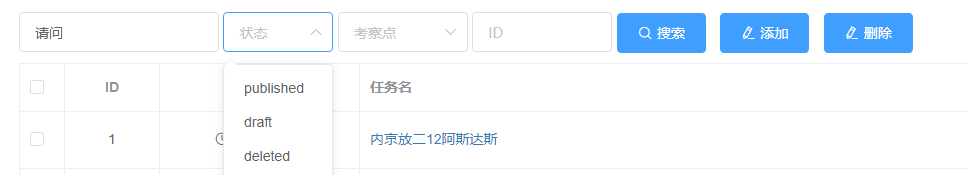 请问 状态 考察点 ID 搜索 添加 删除
ID 任务名
published
draft
1 内京放二12阿斯达斯
deleted